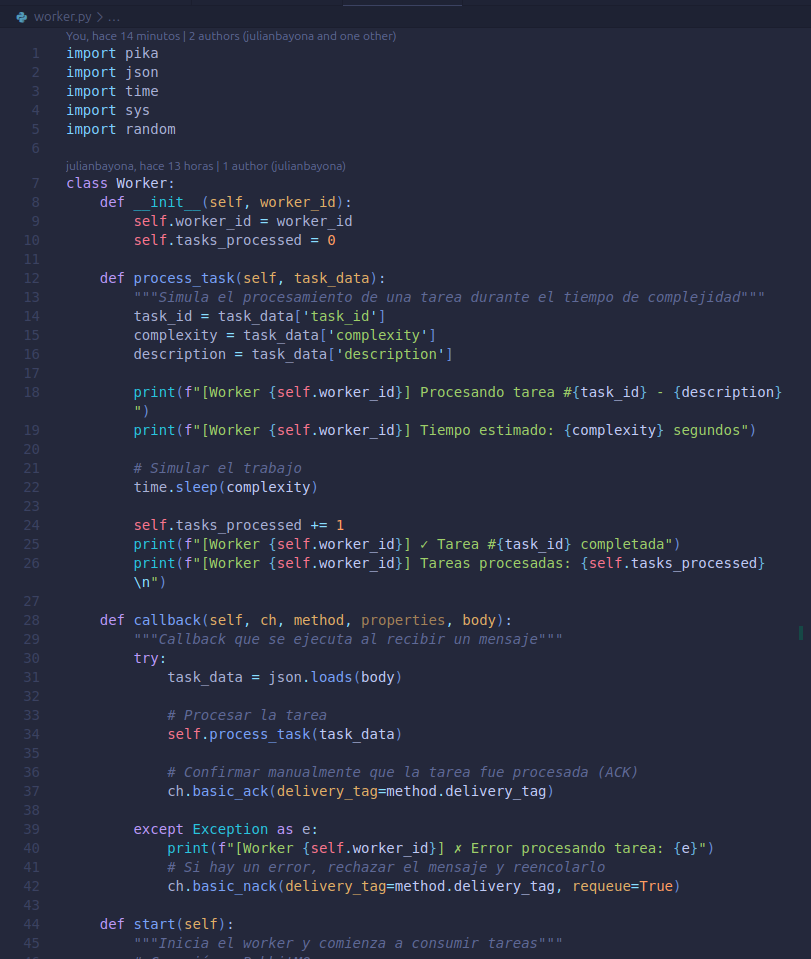 worker.py > ...
You, hace 14 minutos | 2 authors (julianbayona and one other)
1 import pika
2 import json
3 import time
4 import sys
5 import random
6
julianbayona, hace 13 horas | 1 author (julianbayona)
7 class Worker:
8     def __init__(self, worker_id):
9         self.worker_id = worker_id
10         self.tasks_processed = 0
11
12     def process_task(self, task_data):
13         """Simula el procesamiento de una tarea durante el tiempo de complejidad"""
14         task_id = task_data['task_id']
15         complexity = task_data['complexity']
16         description = task_data['description']
17
18         print(f"[Worker {self.worker_id}] Procesando tarea #{task_id} - {description}
")
19         print(f"[Worker {self.worker_id}] Tiempo estimado: {complexity} segundos")
20
21         # Simular el trabajo
22         time.sleep(complexity)
23
24         self.tasks_processed += 1
25         print(f"[Worker {self.worker_id}] ✓ Tarea #{task_id} completada")
26         print(f"[Worker {self.worker_id}] Tareas procesadas: {self.tasks_processed}
\n")
27
28     def callback(self, ch, method, properties, body):
29         """Callback que se ejecuta al recibir un mensaje"""
30         try:
31             task_data = json.loads(body)
32
33             # Procesar la tarea
34             self.process_task(task_data)
35
36             # Confirmar manualmente que la tarea fue procesada (ACK)
37             ch.basic_ack(delivery_tag=method.delivery_tag)
38
39         except Exception as e:
40             print(f"[Worker {self.worker_id}] ✗ Error procesando tarea: {e}")
41             # Si hay un error, rechazar el mensaje y reencolarlo
42             ch.basic_nack(delivery_tag=method.delivery_tag, requeue=True)
43
44     def start(self):
45         """Inicia el worker y comienza a consumir tareas"""